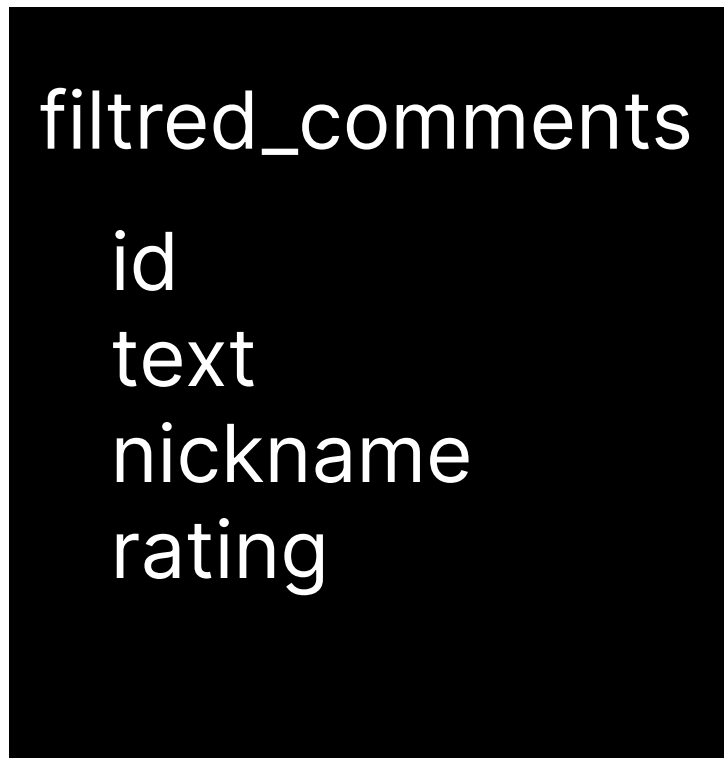 filtred_comments
id
text
nickname
rating